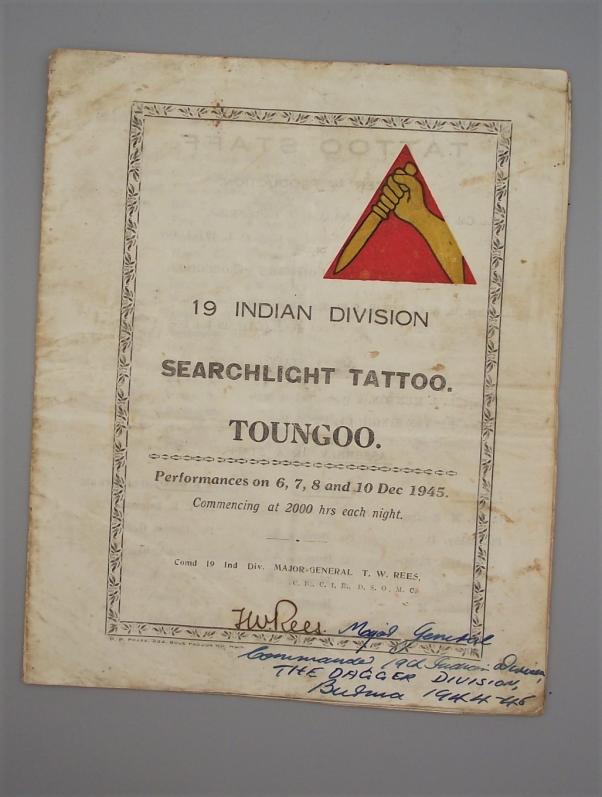 19 INDIAN DIVISION
SEARCHLIGHT TATTOO.
TOUNGOO.
Performances on 6, 7, 8 and 10 Dec 1945.
Commencing at 2000 hrs each night.
Comd 19 Ind Div. MAJOR-GENERAL T. W. REES,
C. B., C. I. E., D. S. O., M. C.
TWRees. Major General
Commander 19th Indian Division,
THE DAGGER DIVISION,
Burma 1944-45